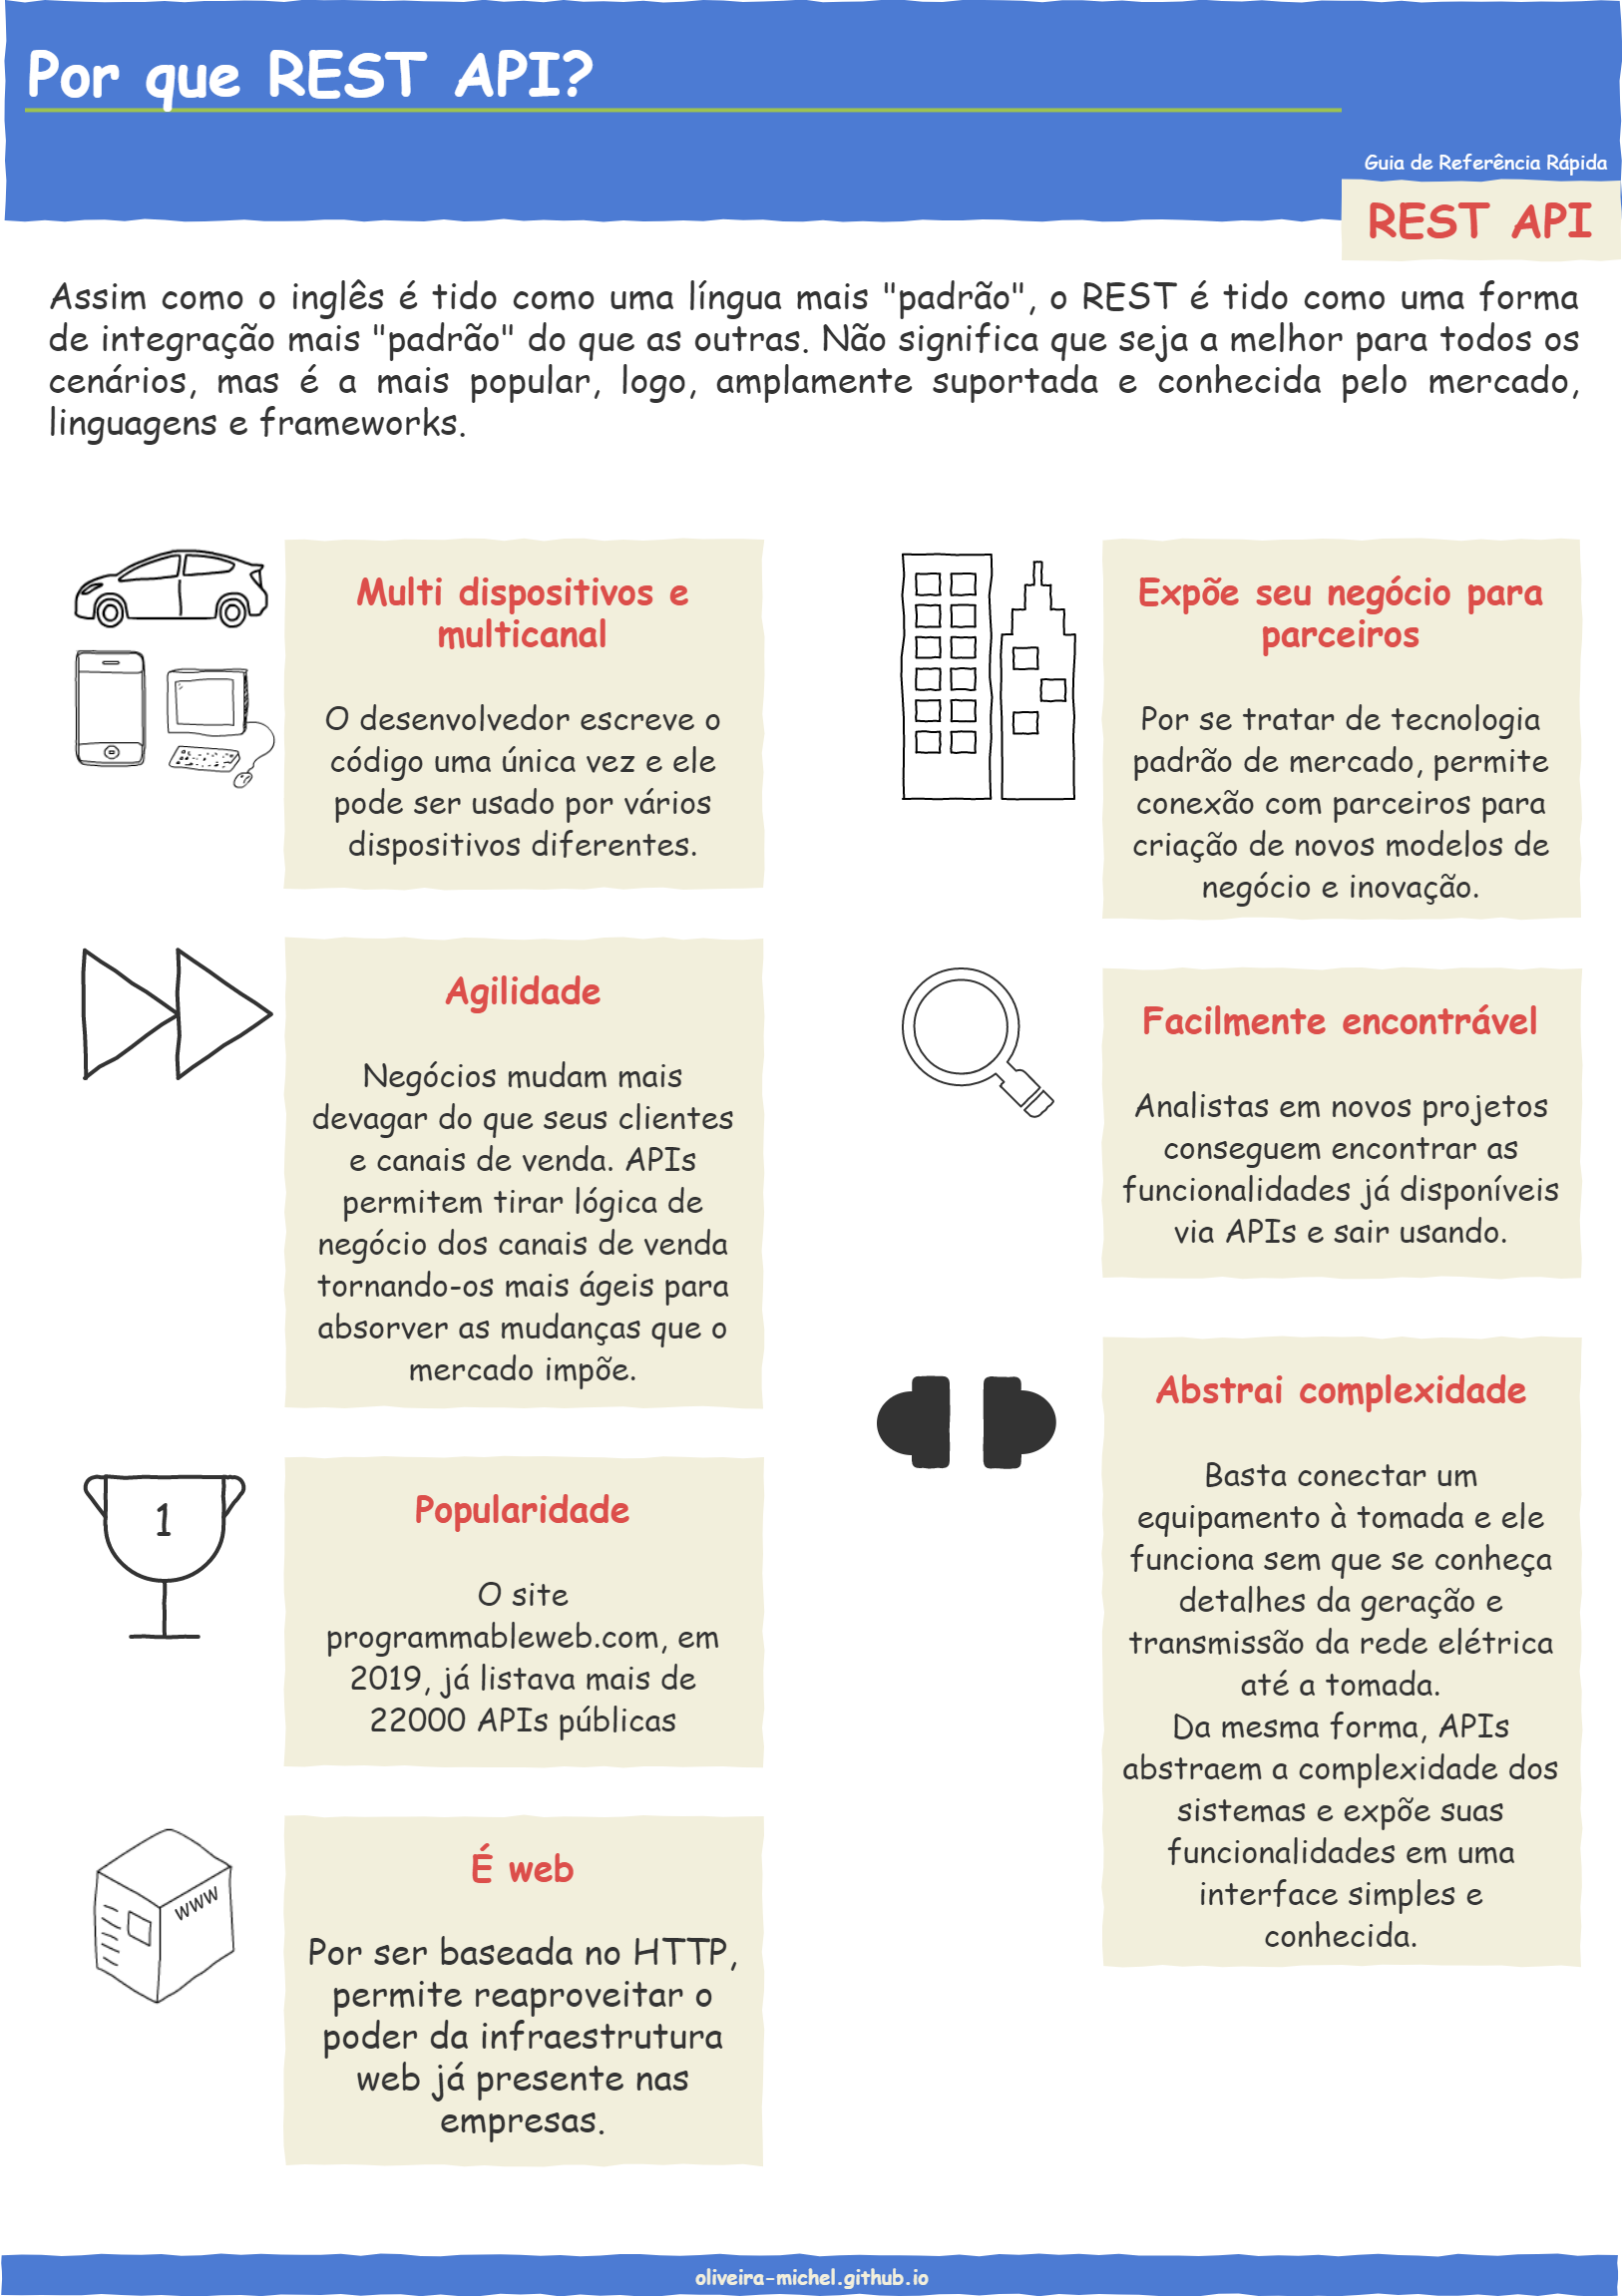 Por que REST API?
Guia de Referência Rápida
REST API
Assim como o inglês é tido como uma língua mais "padrão", o REST é tido como uma forma
de integração mais "padrão" do que as outras. Não significa que seja a melhor para todos os
cenários, mas é a mais popular, logo, amplamente suportada e conhecida pelo mercado,
linguagens e frameworks.
Multi dispositivos e
multicanal
O desenvolvedor escreve o
código uma única vez e ele
pode ser usado por vários
dispositivos diferentes.
Agilidade
Negócios mudam mais
devagar do que seus clientes
e canais de venda. APIs
permitem tirar lógica de
negócio dos canais de venda
tornando-os mais ágeis para
absorver as mudanças que o
mercado impõe.
1
Popularidade
O site
programmableweb.com, em
2019, já listava mais de
22000 APIs públicas
www
É web
Por ser baseada no HTTP,
permite reaproveitar o
poder da infraestrutura
web já presente nas
empresas.
Expõe seu negócio para
parceiros
Por se tratar de tecnologia
padrão de mercado, permite
conexão com parceiros para
criação de novos modelos de
negócio e inovação.
Facilmente encontrável
Analistas em novos projetos
conseguem encontrar as
funcionalidades já disponíveis
via APIs e sair usando.
Abstrai complexidade
Basta conectar um
equipamento à tomada e ele
funciona sem que se conheça
detalhes da geração e
transmissão da rede elétrica
até a tomada.
Da mesma forma, APIs
abstraem a complexidade dos
sistemas e expõe suas
funcionalidades em uma
interface simples e
conhecida.
oliveira-michel.github.io